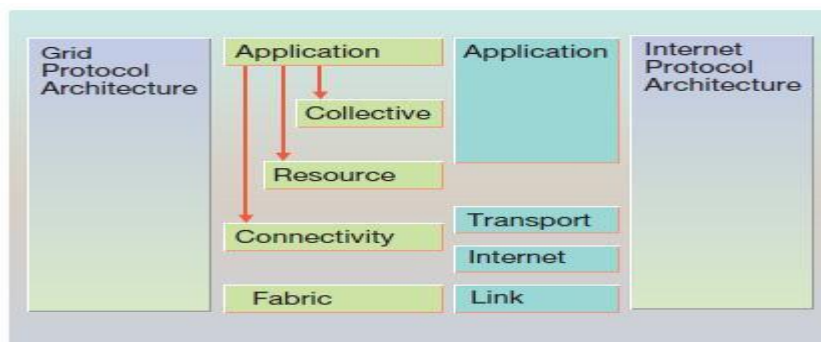 Grid
Protocol
Architecture
Application
Collective
Resource
Connectivity
Fabric
Application
Transport
Internet
Link
Internet
Protocol
Architecture